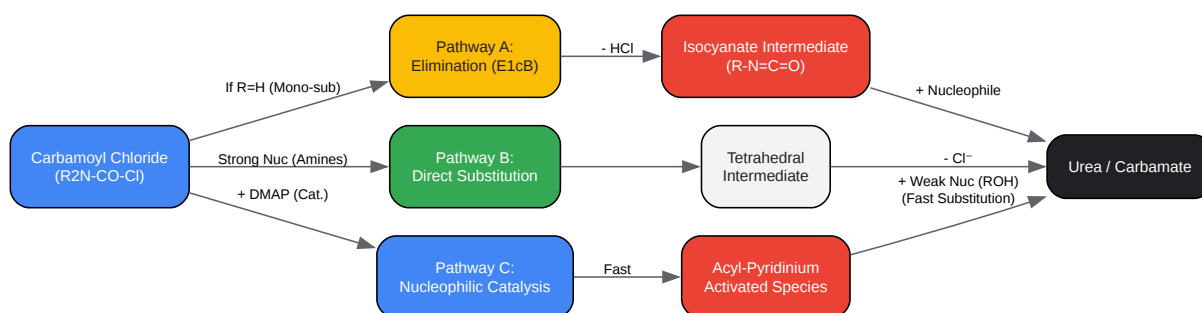 Carbamoyl Chloride
(R2N-CO-Cl)
If R=H (Mono-sub)
Strong Nuc (Amines)
+ DMAP (Cat.)
Pathway A:
Elimination (E1cB)
- HCl
Isocyanate Intermediate
(R-N=C=O)
+ Nucleophile
Pathway B:
Direct Substitution
Tetrahedral
Intermediate
- Cl⁻
Pathway C:
Nucleophilic Catalysis
Fast
Acyl-Pyridinium
Activated Species
+ Weak Nuc (ROH)
(Fast Substitution)
Urea / Carbamate